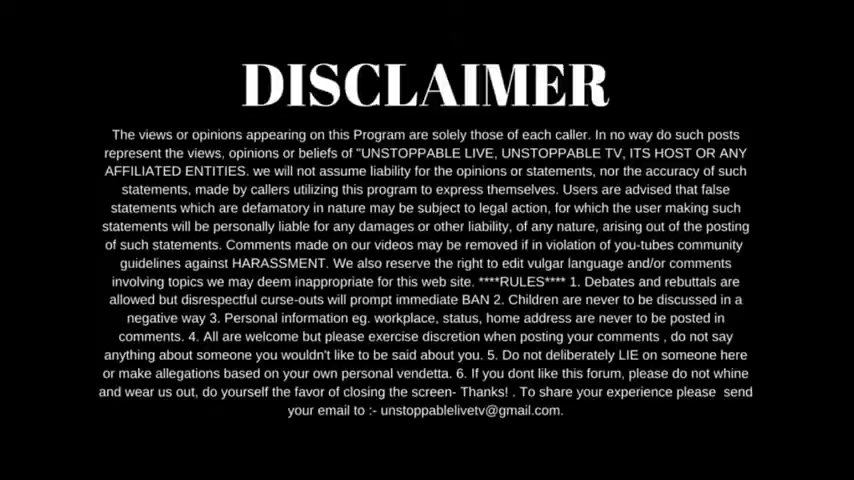 DISCLAIMER
The views or opinions appearing on this Program are solely those of each caller. In no way do such posts
represent the views, opinions or beliefs of "UNSTOPPABLE LIVE, UNSTOPPABLE TV, ITS HOST OR ANY
AFFILIATED ENTITIES. we will not assume liability for the opinions or statements, nor the accuracy of such
statements, made by callers utilizing this program to express themselves. Users are advised that false
statements which are defamatory in nature may be subject to legal action, for which the user making such
statements will be personally liable for any damages or other liability, of any nature, arising out of the posting
of such statements. Comments made on our videos may be removed if in violation of you-tubes community
guidelines against HARASSMENT. We also reserve the right to edit vulgar language and/or comments
involving topics we may deem inappropriate for this web site. ****RULES**** 1. Debates and rebuttals are
allowed but disrespectful curse-outs will prompt immediate BAN 2. Children are never to be discussed in a
negative way 3. Personal information eg. workplace, status, home address are never to be posted in
comments. 4. All are welcome but please exercise discretion when posting your comments , do not say
anything about someone you wouldn't like to be said about you. 5. Do not deliberately LIE on someone here
or make allegations based on your own personal vendetta. 6. If you dont like this forum, please do not whine
and wear us out, do yourself the favor of closing the screen- Thanks! . To share your experience please  send
your email to :- unstoppablelivetv@gmail.com.